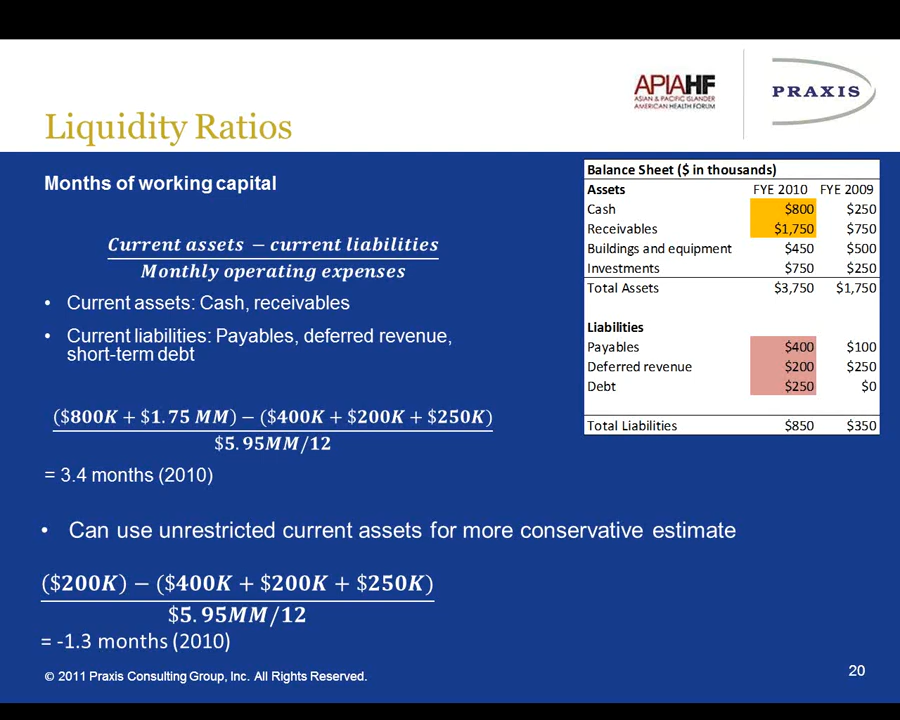 APIAHF
ASIAN & PACIFIC ISLANDER
AMERICAN HEALTH FORUM
PRAXIS
Liquidity Ratios
Months of working capital
Current assets − current liabilities
Monthly operating expenses
• Current assets: Cash, receivables
• Current liabilities: Payables, deferred revenue,
short-term debt
($800K + $1.75 MM) − ($400K + $200K + $250K)
$5.95MM/12
= 3.4 months (2010)
Balance Sheet ($ in thousands)
Assets FYE 2010 FYE 2009
Cash $800 $250
Receivables $1,750 $750
Buildings and equipment $450 $500
Investments $750 $250
Total Assets $3,750 $1,750
Liabilities
Payables $400 $100
Deferred revenue $200 $250
Debt $250 $0
Total Liabilities $850 $350
• Can use unrestricted current assets for more conservative estimate
($200K) − ($400K + $200K + $250K)
$5.95MM/12
= -1.3 months (2010)
© 2011 Praxis Consulting Group, Inc. All Rights Reserved.
20